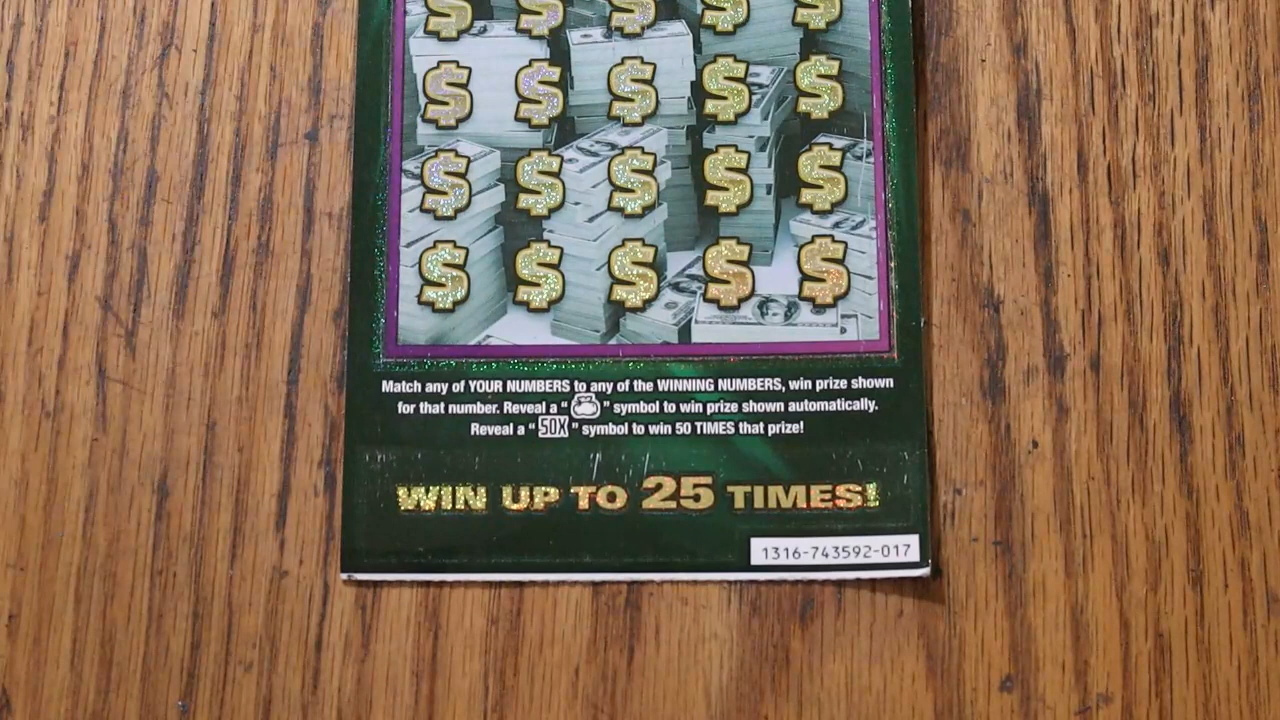 Match any of YOUR NUMBERS to any of the WINNING NUMBERS, win prize shown
for that number. Reveal a " " symbol to win prize shown automatically.
Reveal a " 50X " symbol to win 50 TIMES that prize!
WIN UP TO 25 TIMES!
1316-743592-017